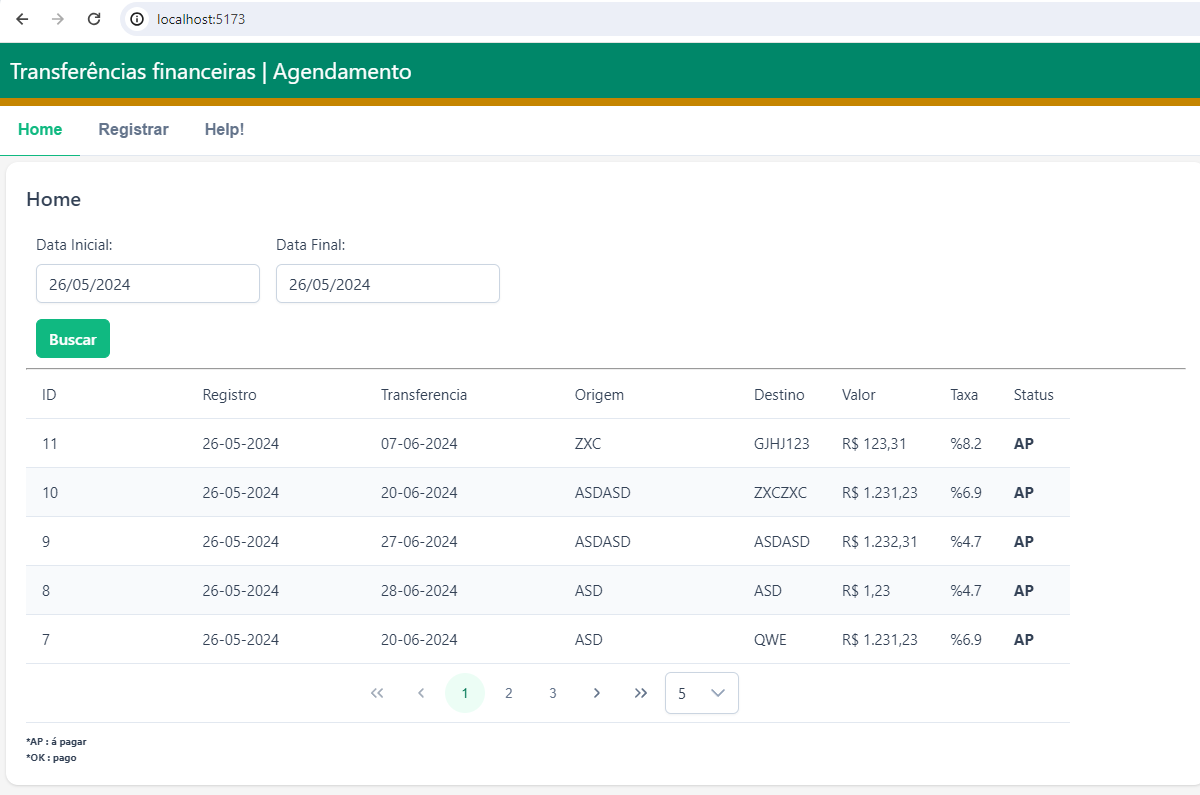 localhost:5173
Transferências financeiras | Agendamento
Home Registrar Help!
Home
Data Inicial: Data Final:
26/05/2024 26/05/2024
Buscar
ID Registro Transferencia Origem Destino Valor Taxa Status
11 26-05-2024 07-06-2024 ZXC GJHJ123 R$ 123,31 %8.2 AP
10 26-05-2024 20-06-2024 ASDASD ZXCZXC R$ 1.231,23 %6.9 AP
9 26-05-2024 27-06-2024 ASDASD ASDASD R$ 1.232,31 %4.7 AP
8 26-05-2024 28-06-2024 ASD ASD R$ 1,23 %4.7 AP
7 26-05-2024 20-06-2024 ASD QWE R$ 1.231,23 %6.9 AP
1 2 3 5
*AP : á pagar
*OK : pago